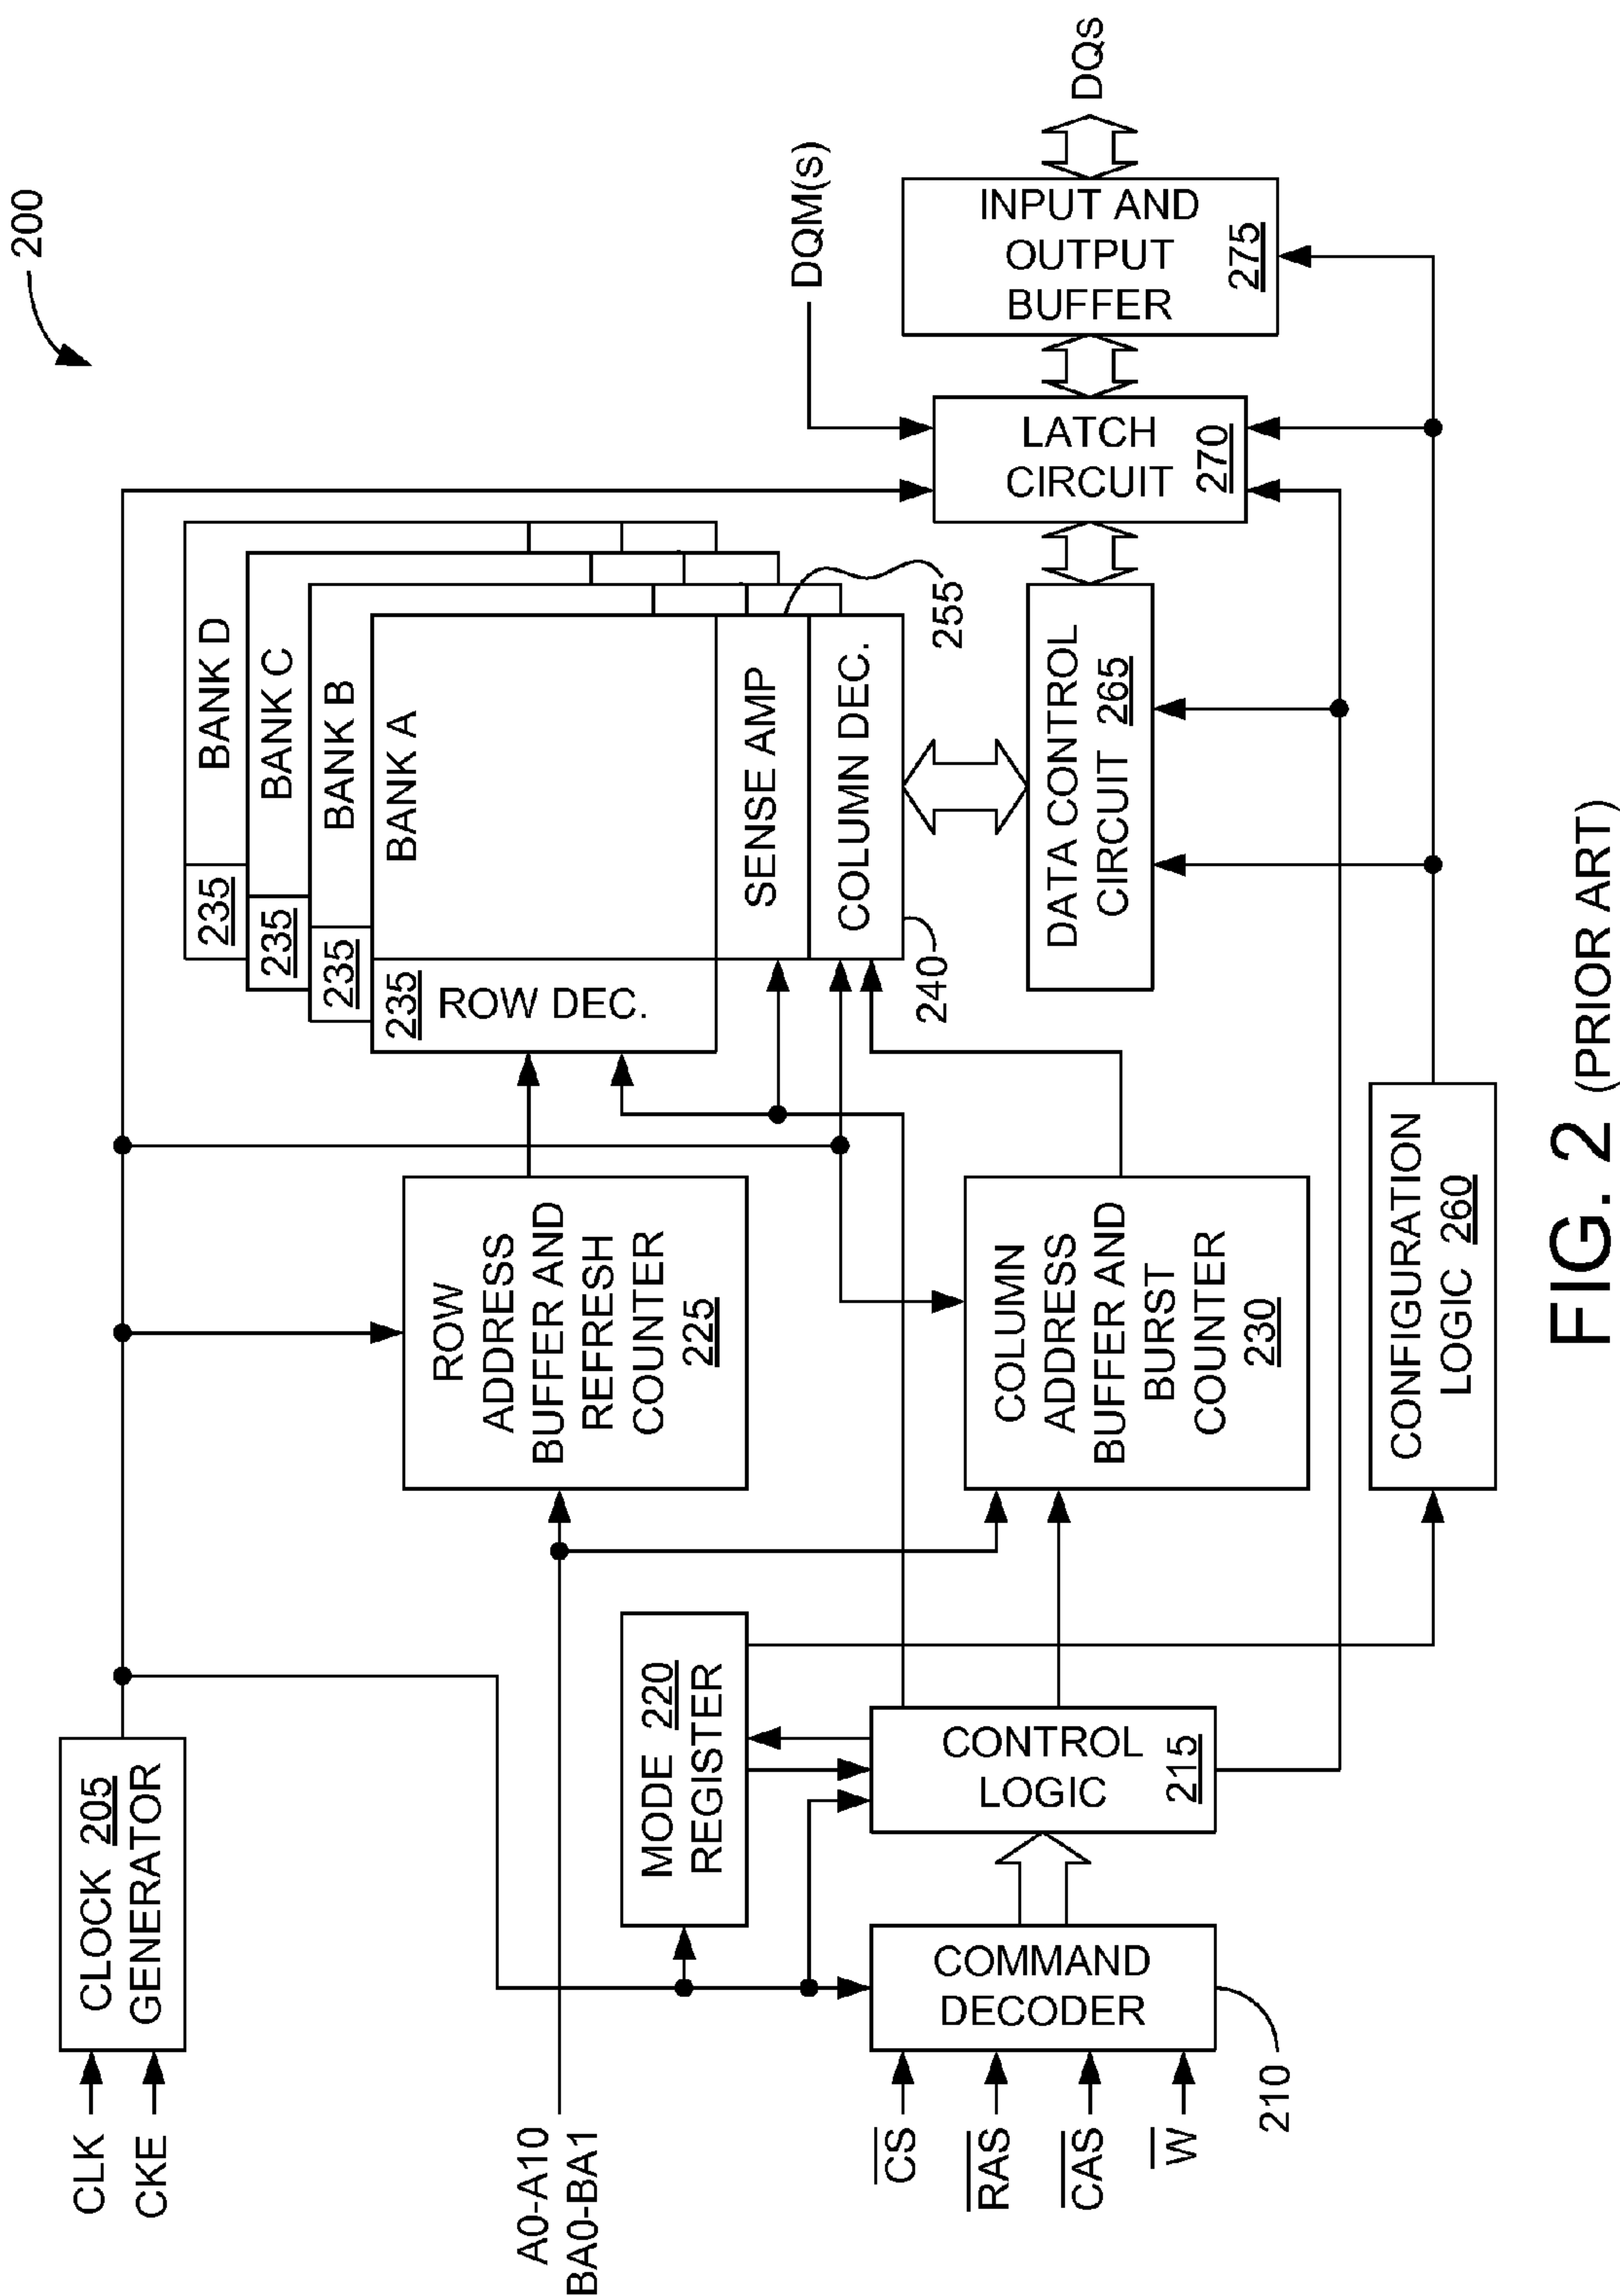 200
CLK
CKE
CLOCK 205
GENERATOR
A0-A10
BA0-BA1
C̅S̅
R̅A̅S̅
C̅A̅S̅
W̅
COMMAND
DECODER
210
MODE 220
REGISTER
CONTROL
LOGIC 215
ROW
ADDRESS
BUFFER AND
REFRESH
COUNTER
225
COLUMN
ADDRESS
BUFFER AND
BURST
COUNTER
230
CONFIGURATION
LOGIC 260
235 BANK D
235 BANK C
235 BANK B
235 BANK A
ROW DEC.
SENSE AMP
COLUMN DEC.
240
255
DATA CONTROL
CIRCUIT 265
DQM(s)
LATCH
CIRCUIT 270
INPUT AND
OUTPUT
BUFFER 275
DQs
FIG. 2 (PRIOR ART)